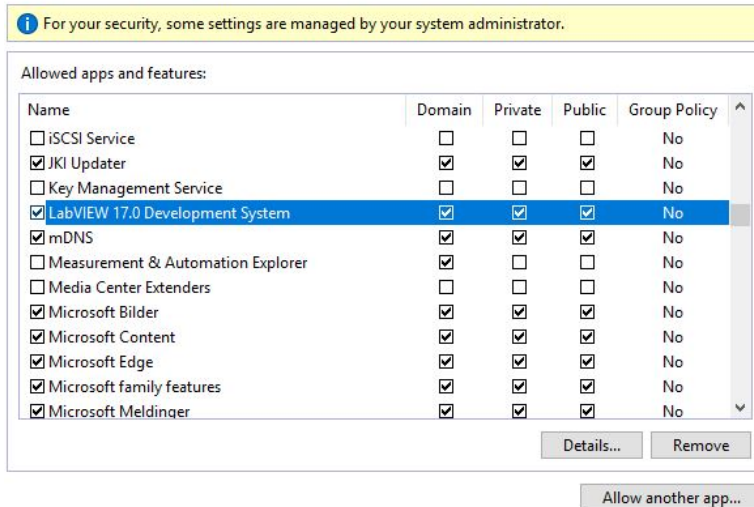 For your security, some settings are managed by your system administrator.
Allowed apps and features:
Name Domain Private Public Group Policy
iSCSI Service No
JKI Updater No
Key Management Service No
LabVIEW 17.0 Development System No
mDNS No
Measurement & Automation Explorer No
Media Center Extenders No
Microsoft Bilder No
Microsoft Content No
Microsoft Edge No
Microsoft family features No
Microsoft Meldinger No
Details... Remove
Allow another app...